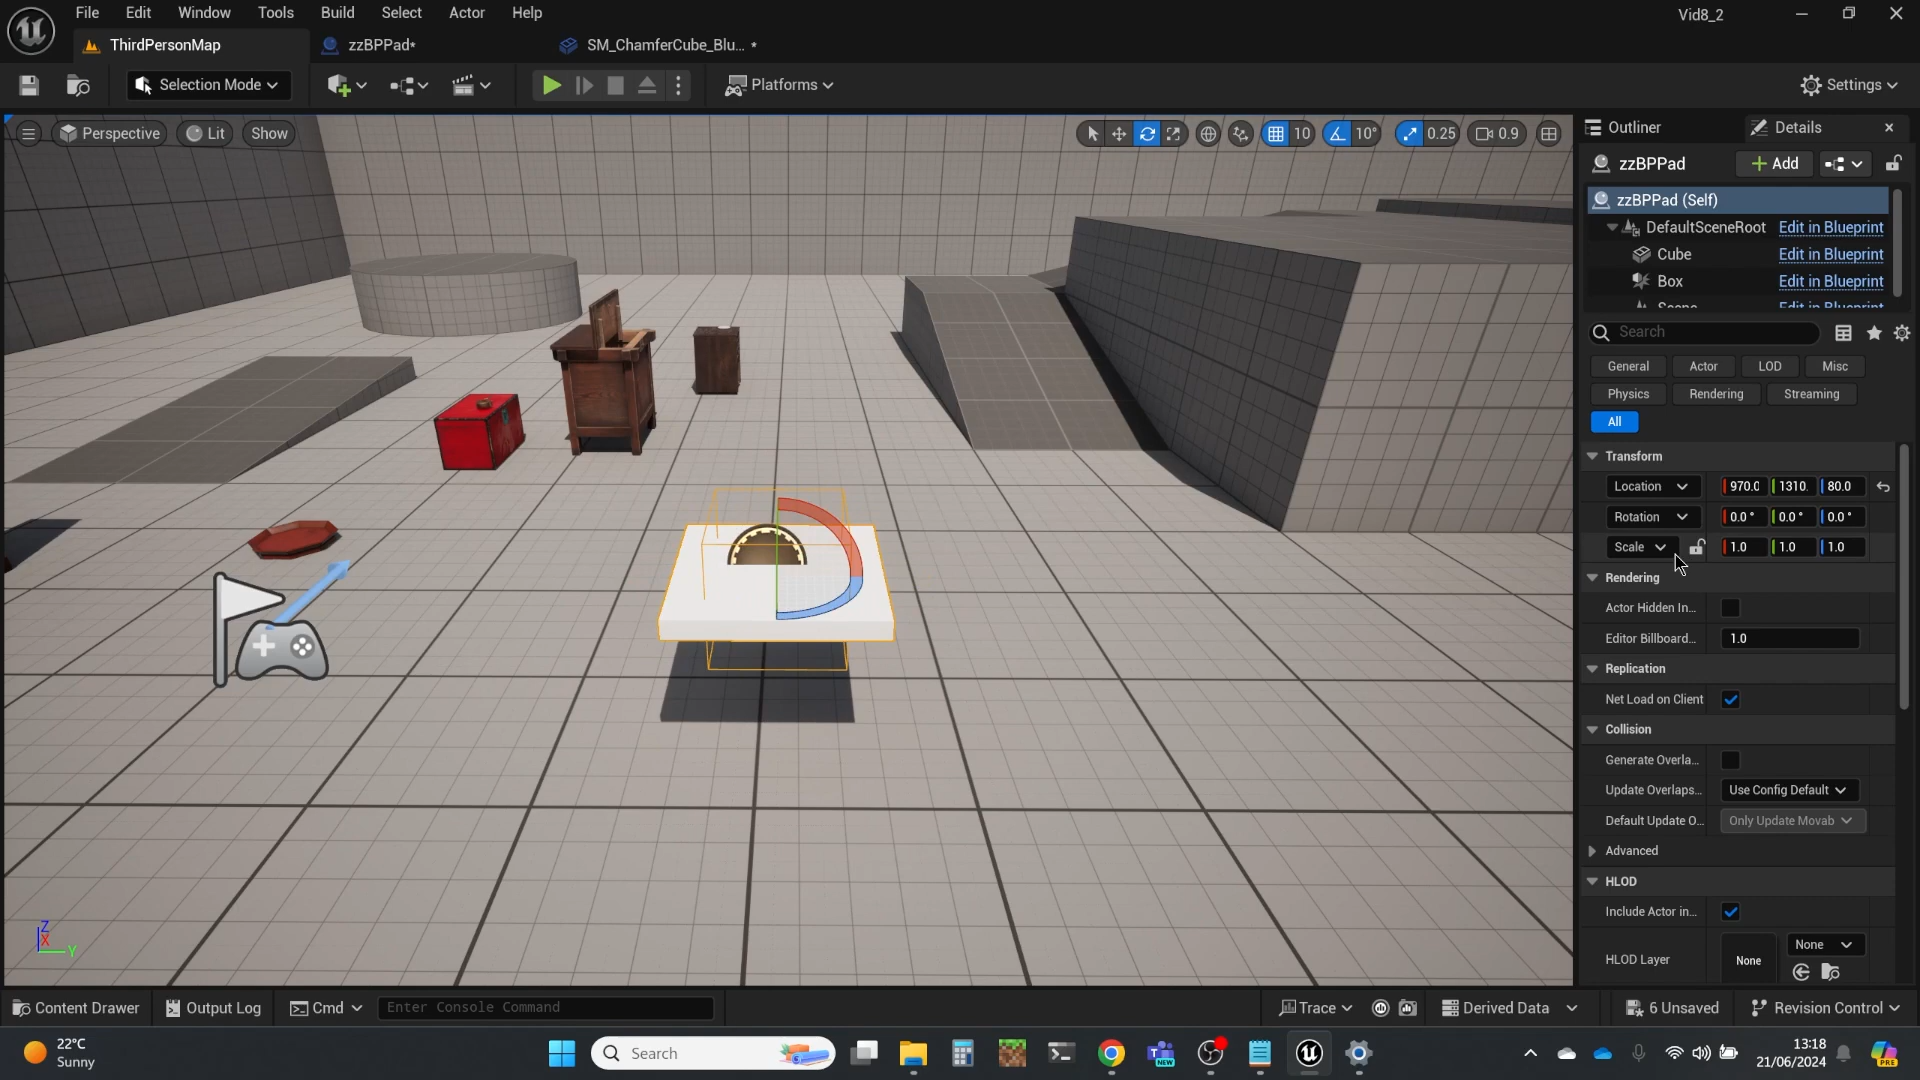 File Edit Window Tools Build Select Actor Help
Vid8_2
ThirdPersonMap
zzBPPad*
SM_ChamferCube_Blu... *
Selection Mode
Platforms
Settings
Perspective
Lit
Show
10
10°
0.25
0.9
Outliner
Details
zzBPPad
Add
zzBPPad (Self)
DefaultSceneRoot Edit in Blueprint
Cube Edit in Blueprint
Box Edit in Blueprint
Scene Edit in Blueprint
Search
General Actor LOD Misc
Physics Rendering Streaming
All
Transform
Location 970.0 1310. 80.0
Rotation 0.0 ° 0.0 ° 0.0 °
Scale 1.0 1.0 1.0
Rendering
Actor Hidden In...
Editor Billboard... 1.0
Replication
Net Load on Client
Collision
Generate Overla...
Update Overlaps... Use Config Default
Default Update O... Only Update Movab
Advanced
HLOD
Include Actor in...
HLOD Layer None None
Z
X
Y
Content Drawer
Output Log
Cmd
Enter Console Command
Trace
Derived Data
6 Unsaved
Revision Control
22°C
Sunny
Search
NEW
13:18
21/06/2024
PRE